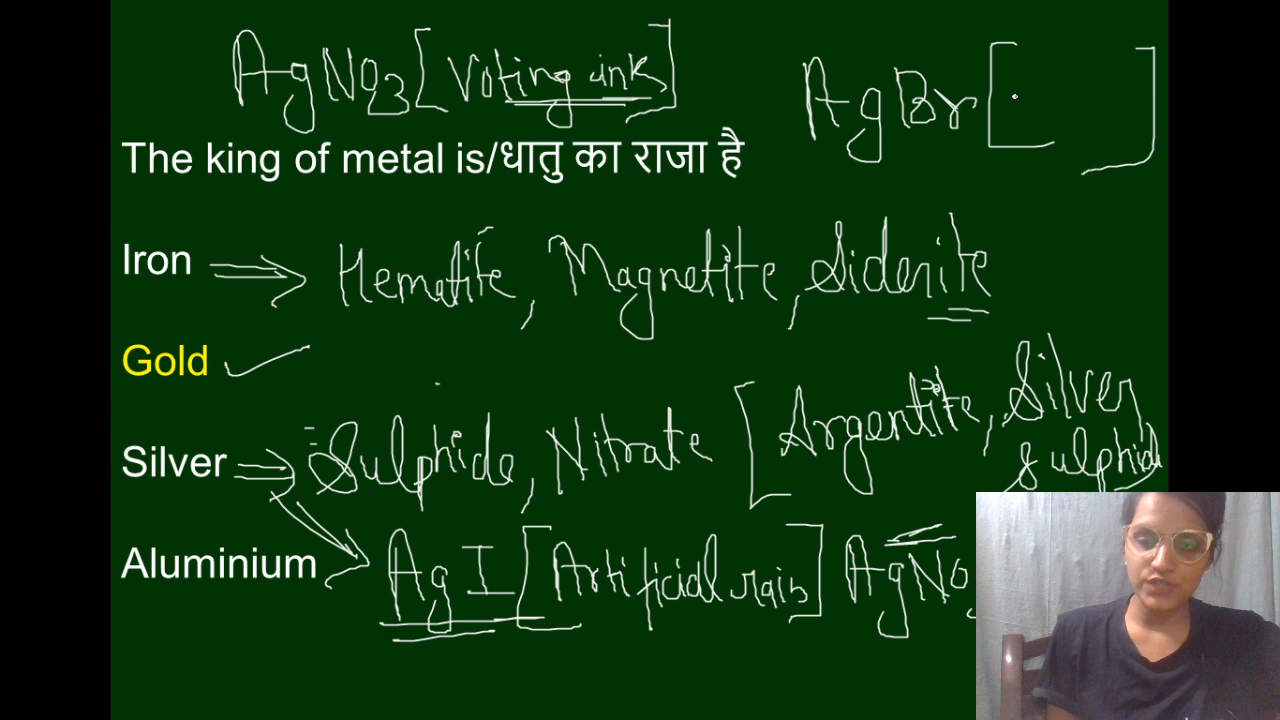 AgNO3 [Voting ink] AgBr [ ]
The king of metal is/धातु का राजा है
Iron ⇒ Hematite, Magnetite, Siderite
Gold ✓
Silver ⇒ Sulphide, Nitrate [Argentite, Silver sulphide
Aluminium
AgI [Artificial rain] AgNO3